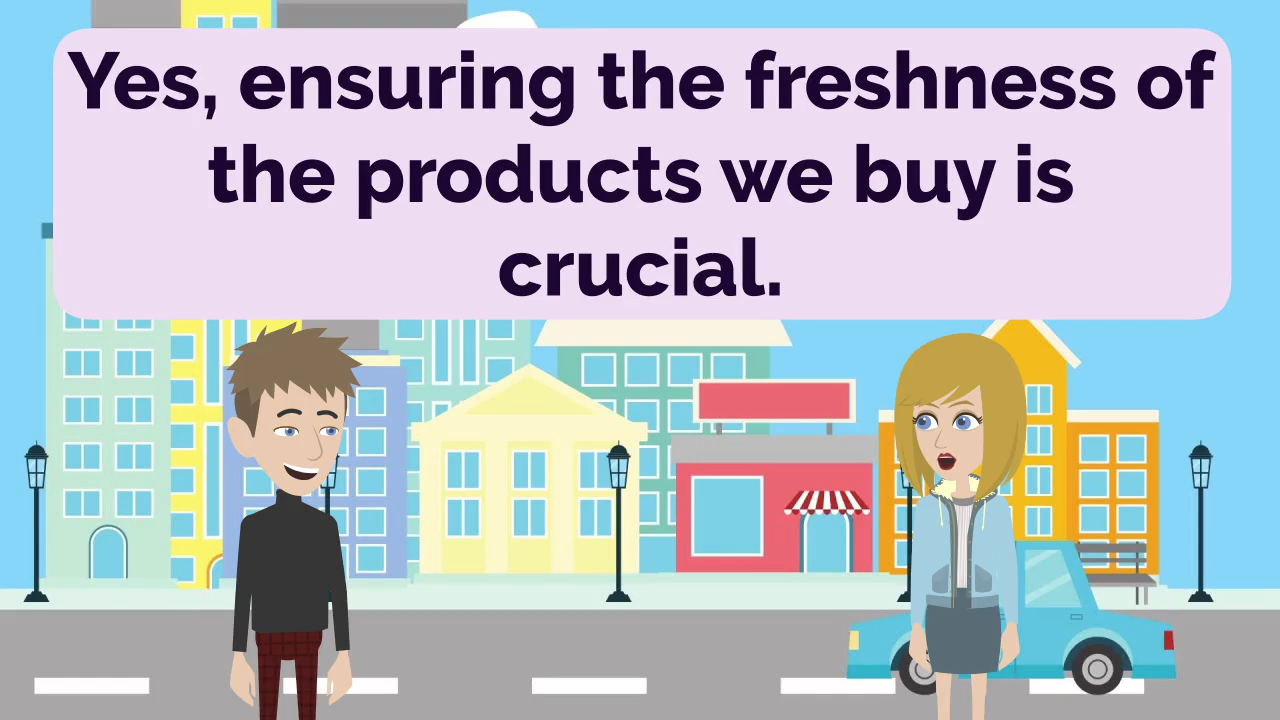 Yes, ensuring the freshness of
the products we buy is
crucial.